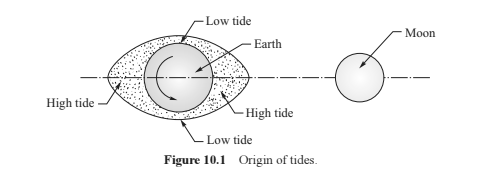 Low tide
Earth
Moon
High tide
High tide
Low tide
Figure 10.1 Origin of tides.